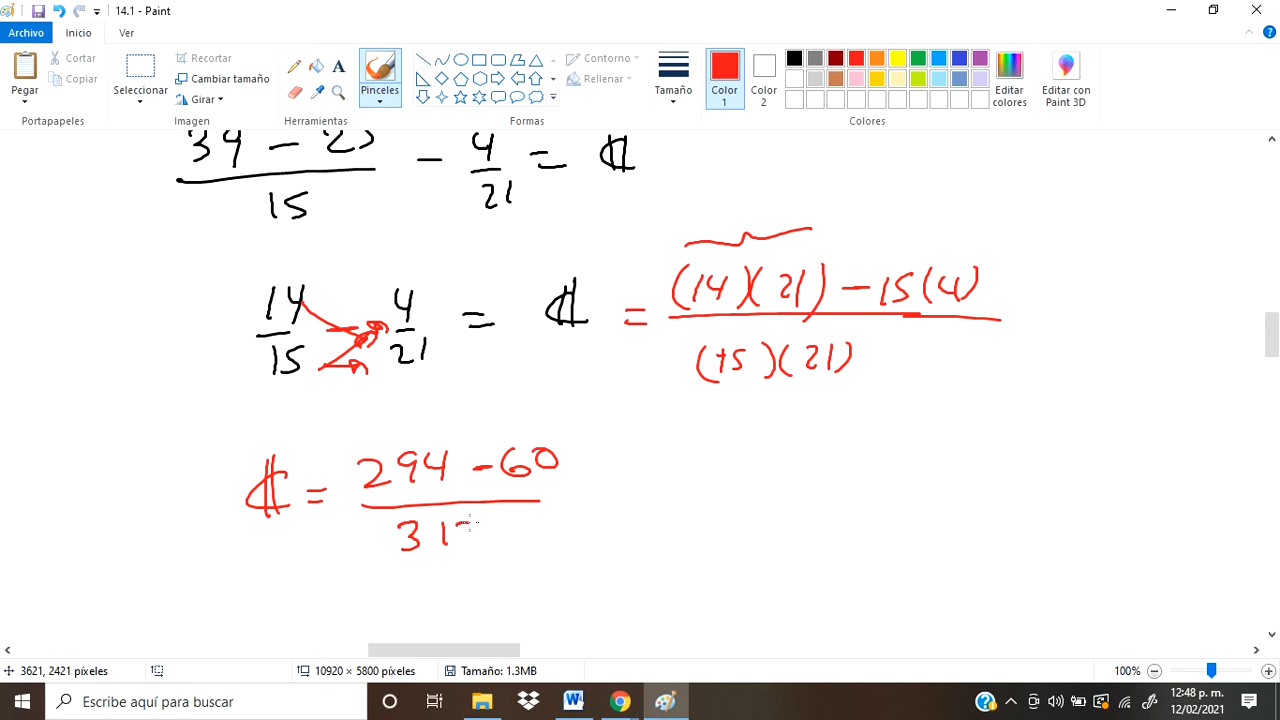 14.1 - Paint
Archivo Inicio Ver
Pegar
Cortar
Copiar
Portapapeles
Seleccionar
Recortar
Cambiar tamaño
Girar
Imagen
A
Pinceles
Herramientas
Contorno
Rellenar
Formas
Tamaño
Color 1
Color 2
Editar colores
Editar con Paint 3D
Colores
34 - 23 - 4 =
15 21
14 4 = = (14)(21) - 15(4)
15 21 (15)(21)
= 294 - 60
31
3621, 2421 píxeles 10920 × 5800 píxeles Tamaño: 1.3MB 100%
Escribe aquí para buscar
12:48 p. m.
12/02/2021